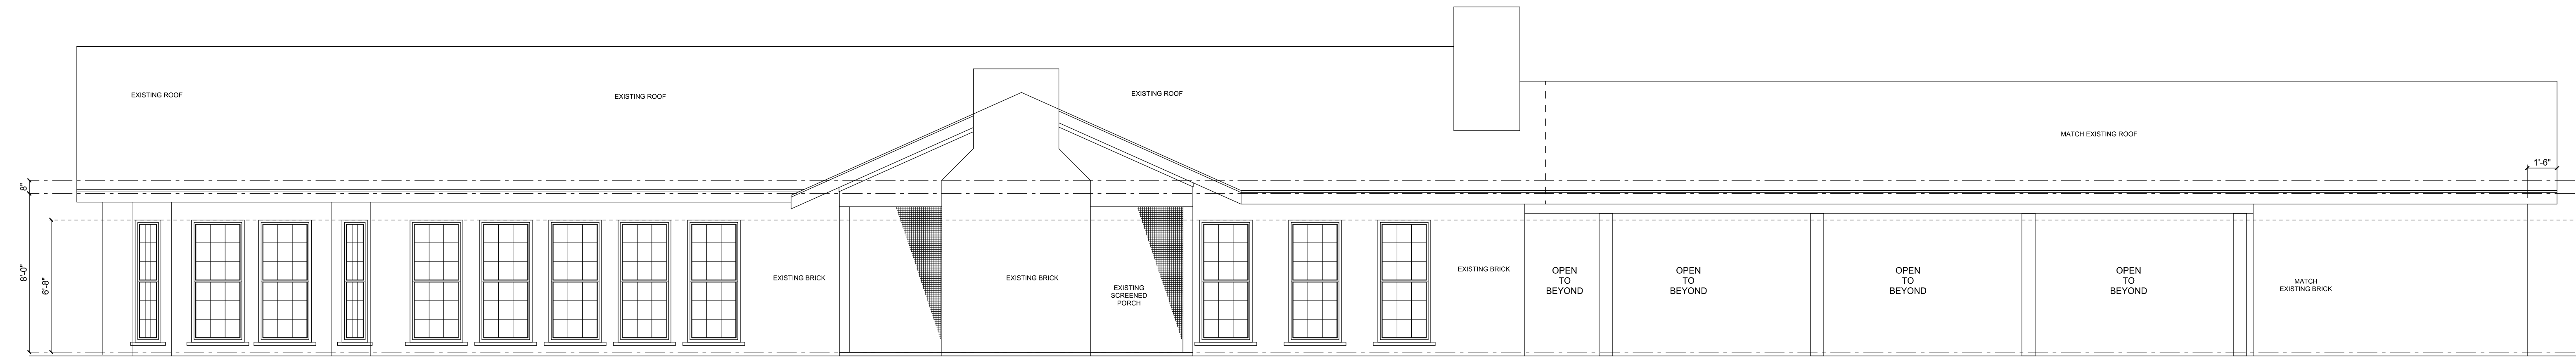 EXISTING ROOF
EXISTING ROOF
EXISTING ROOF
MATCH EXISTING ROOF
1'-6"
8"
8'-0"
6'-8"
EXISTING BRICK
EXISTING BRICK
EXISTING
SCREENED
PORCH
EXISTING BRICK
OPEN
TO
BEYOND
OPEN
TO
BEYOND
OPEN
TO
BEYOND
OPEN
TO
BEYOND
MATCH
EXISTING BRICK